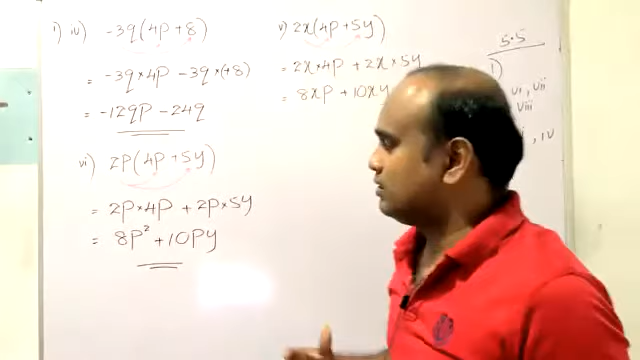 i) iv) -3q(4p+8)
= -3q×4p -3q×(+8)
= -12qp - 24q
vi) 2p(4p+5y)
= 2p×4p + 2p×5y
= 8p² + 10py
v) 2x(4p+5y)
= 2x×4p + 2x×5y
= 8xp + 10xy
5.5
1)
vi, vii
viii
, iv